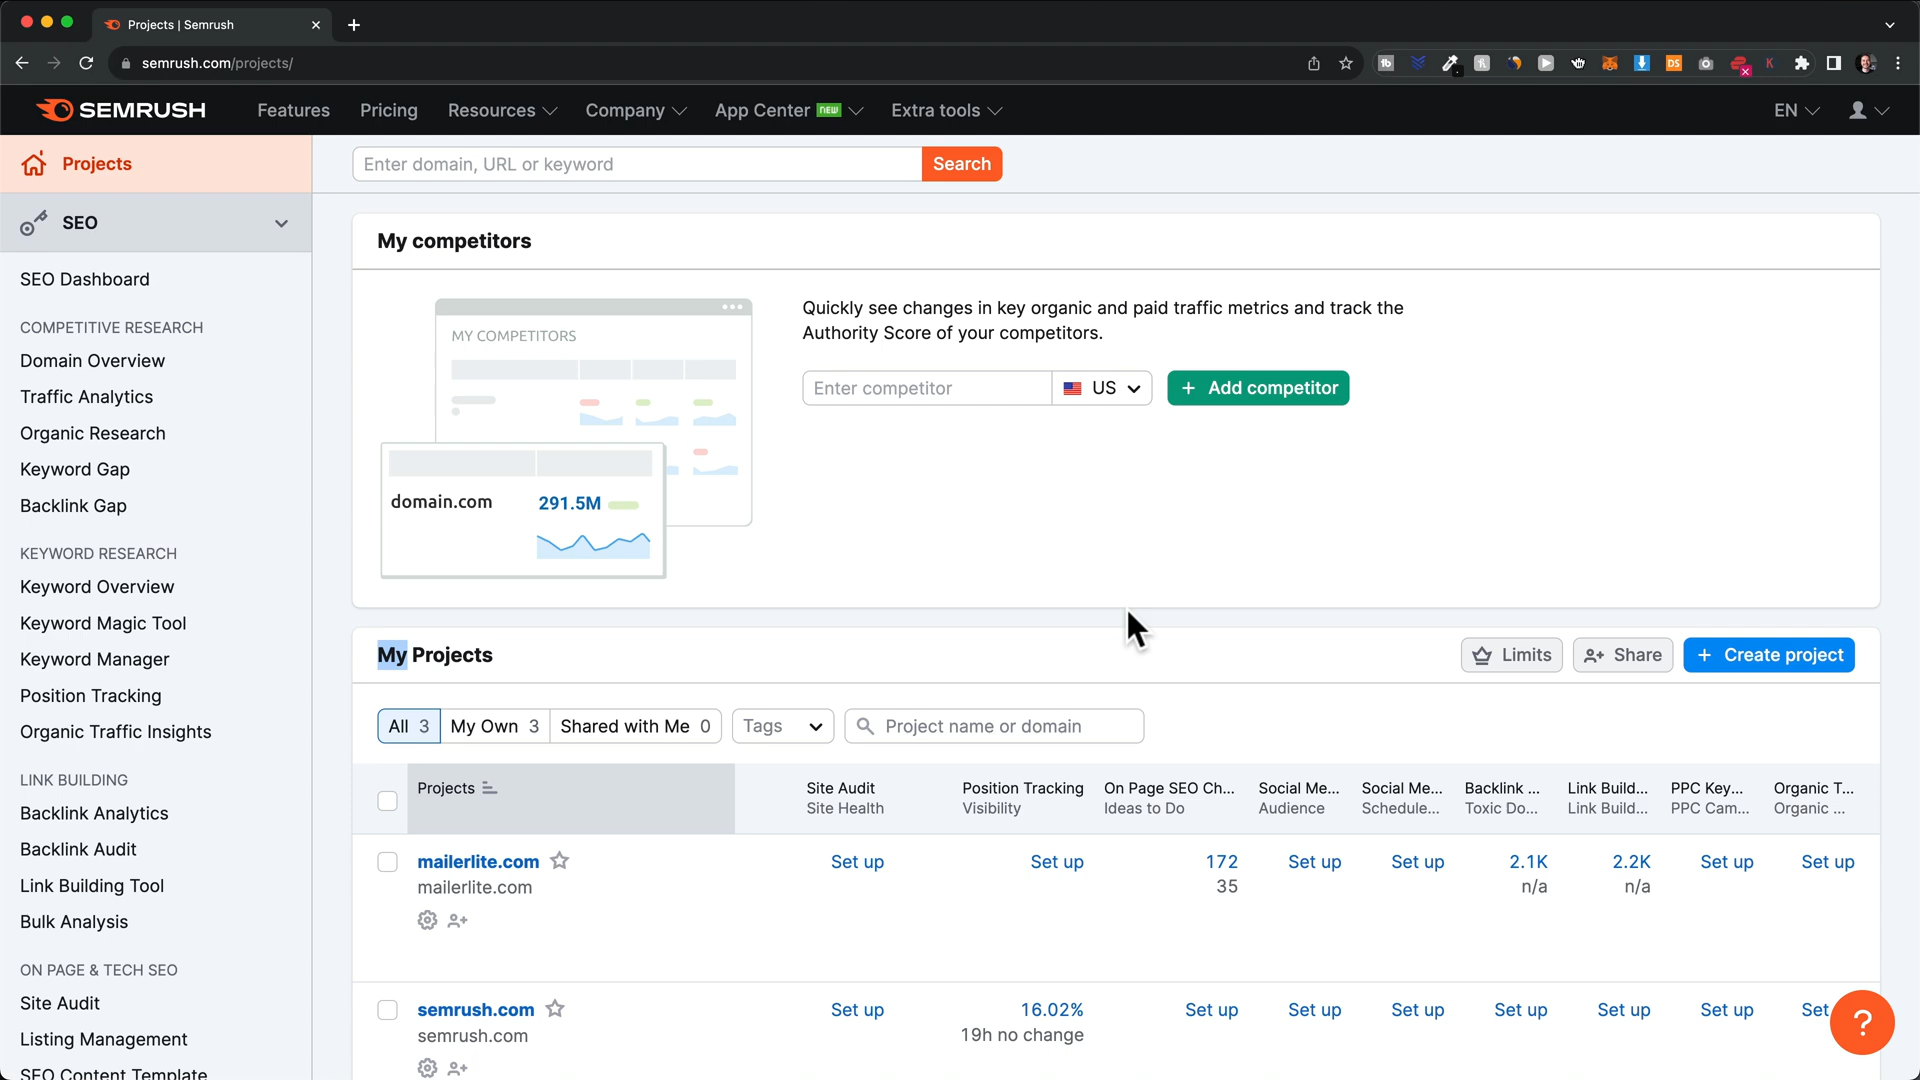 Projects | Semrush
semrush.com/projects/
SEMRUSH
Features
Pricing
Resources
Company
App Center NEW
Extra tools
EN
Projects
Enter domain, URL or keyword
Search
SEO
SEO Dashboard
COMPETITIVE RESEARCH
Domain Overview
Traffic Analytics
Organic Research
Keyword Gap
Backlink Gap
KEYWORD RESEARCH
Keyword Overview
Keyword Magic Tool
Keyword Manager
Position Tracking
Organic Traffic Insights
LINK BUILDING
Backlink Analytics
Backlink Audit
Link Building Tool
Bulk Analysis
ON PAGE & TECH SEO
Site Audit
Listing Management
SEO Content Template
My competitors
MY COMPETITORS
domain.com 291.5M
Quickly see changes in key organic and paid traffic metrics and track the
Authority Score of your competitors.
Enter competitor
US
+ Add competitor
My Projects
Limits
Share
+ Create project
All 3
My Own 3
Shared with Me 0
Tags
Project name or domain
Projects
Site Audit
Site Health
Position Tracking
Visibility
On Page SEO Ch...
Ideas to Do
Social Me...
Audience
Social Me...
Schedule...
Backlink ...
Toxic Do...
Link Build...
Link Build...
PPC Key...
PPC Cam...
Organic T...
Organic ...
mailerlite.com
mailerlite.com
Set up
Set up
172
35
Set up
Set up
2.1K
n/a
2.2K
n/a
Set up
Set up
semrush.com
semrush.com
Set up
16.02%
19h no change
Set up
Set up
Set up
Set up
Set up
Set up
Set
?